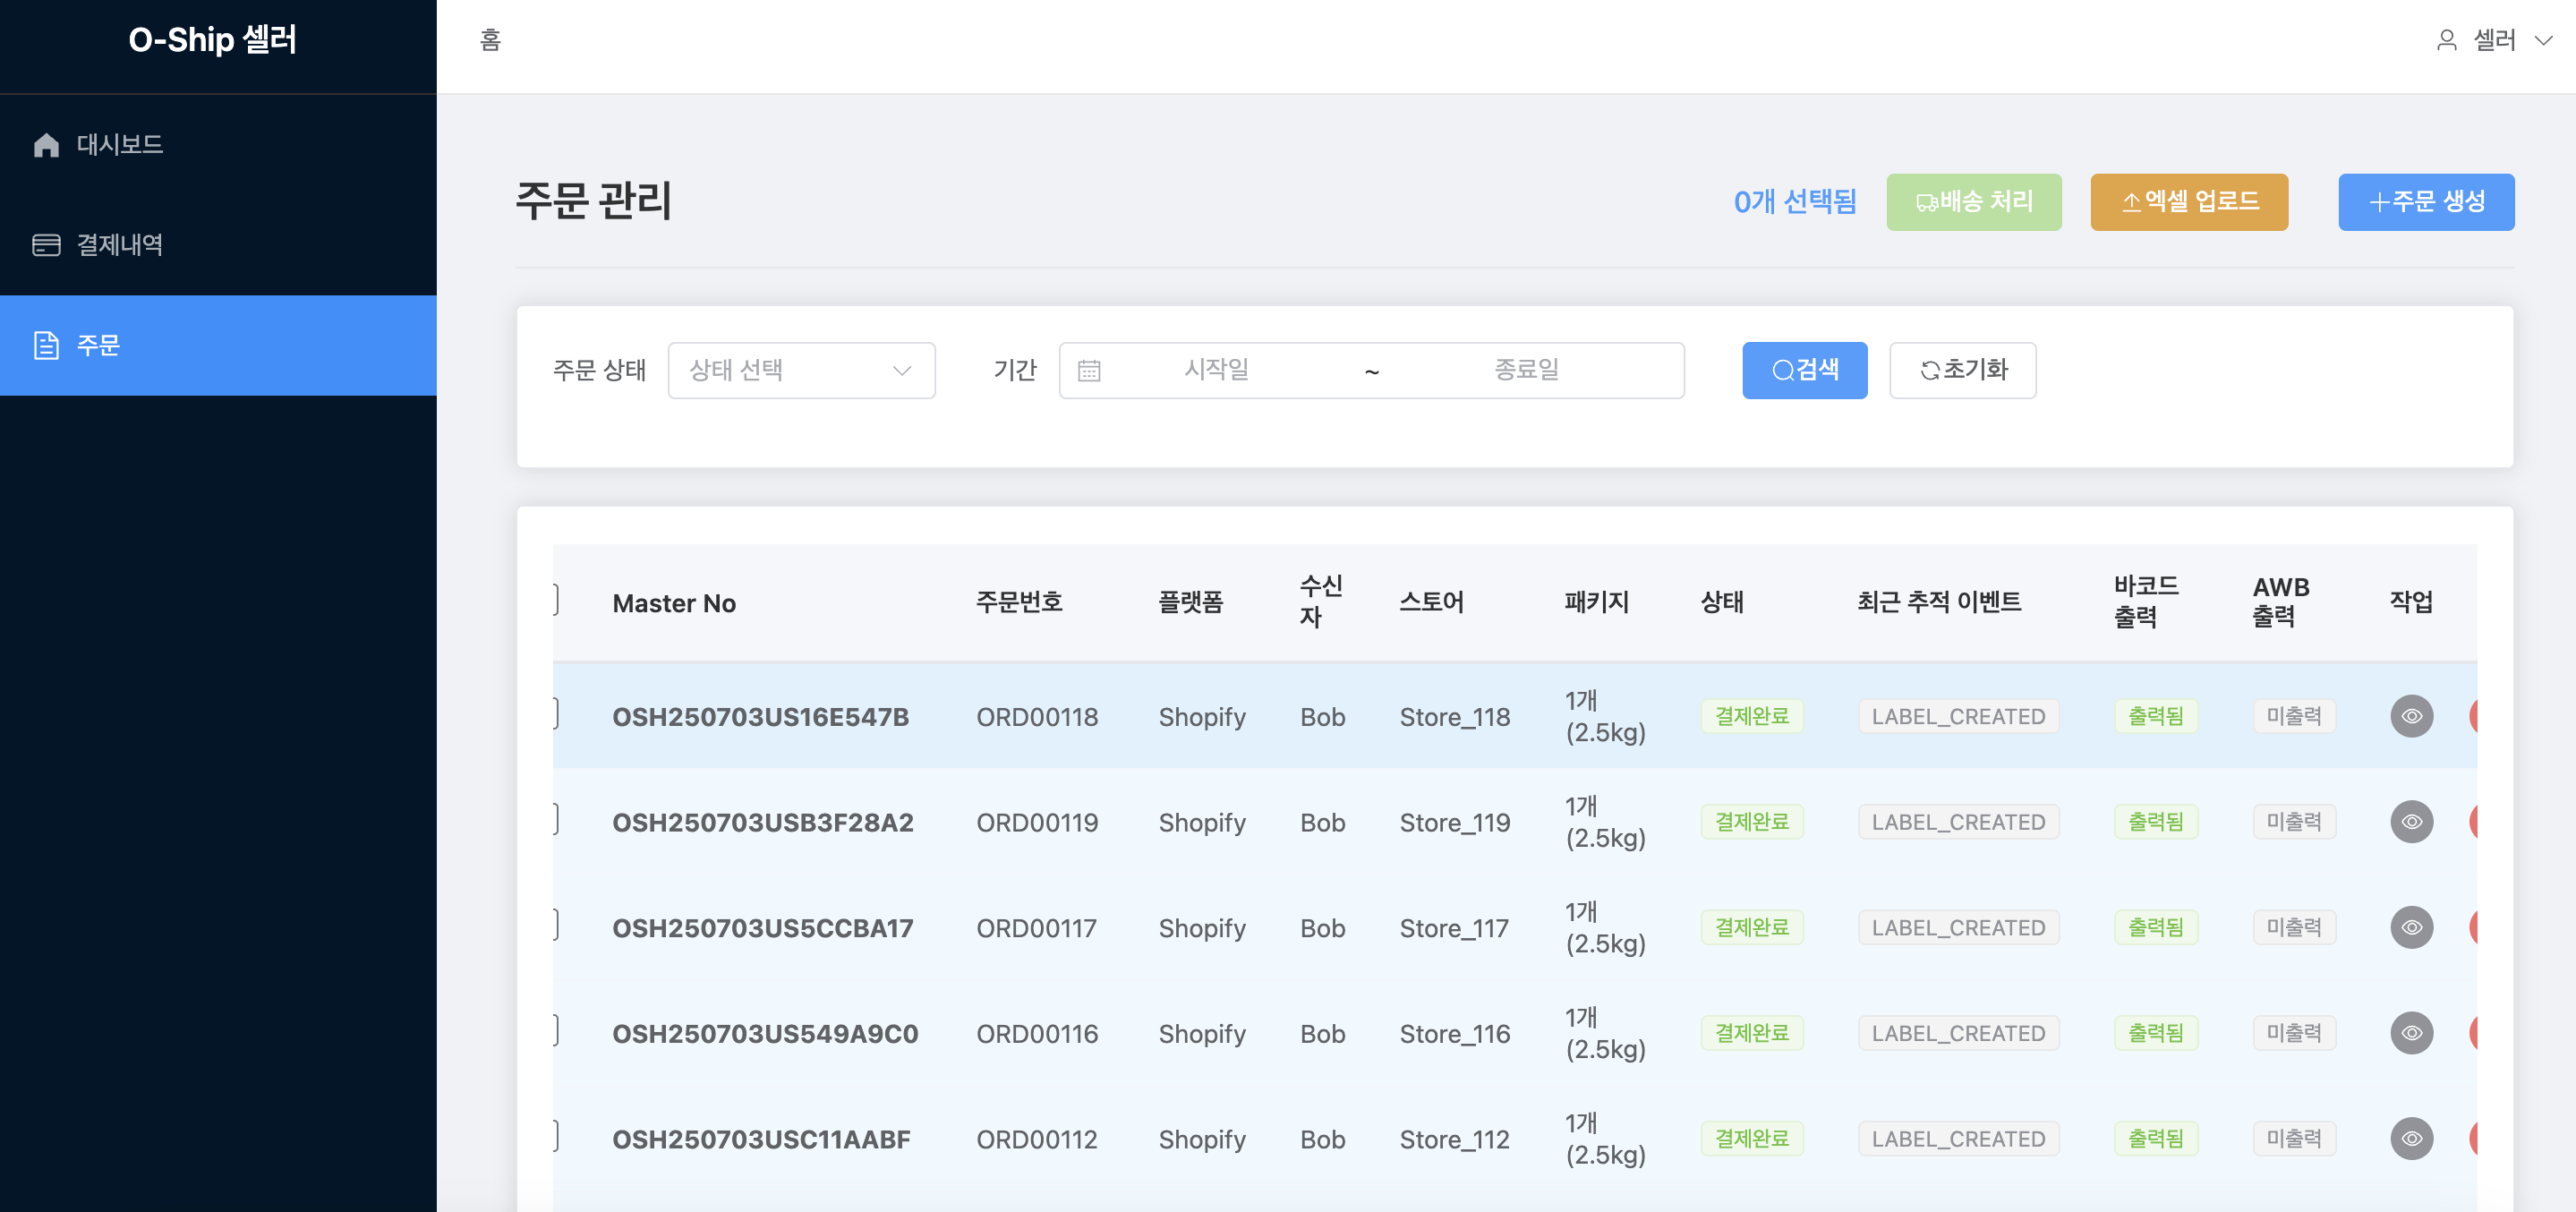 O-Ship 셀러
홈
셀러
대시보드
결제내역
주문
주문 관리
0개 선택됨
배송 처리
엑셀 업로드
주문 생성
주문 상태
상태 선택
기간
시작일
~
종료일
검색
초기화
Master No
주문번호
플랫폼
수신
자
스토어
패키지
상태
최근 추적 이벤트
바코드
출력
AWB
출력
작업
OSH250703US16E547B
ORD00118
Shopify
Bob
Store_118
1개
(2.5kg)
결제완료
LABEL_CREATED
출력됨
미출력
OSH250703USB3F28A2
ORD00119
Shopify
Bob
Store_119
1개
(2.5kg)
결제완료
LABEL_CREATED
출력됨
미출력
OSH250703US5CCBA17
ORD00117
Shopify
Bob
Store_117
1개
(2.5kg)
결제완료
LABEL_CREATED
출력됨
미출력
OSH250703US549A9C0
ORD00116
Shopify
Bob
Store_116
1개
(2.5kg)
결제완료
LABEL_CREATED
출력됨
미출력
OSH250703USC11AABF
ORD00112
Shopify
Bob
Store_112
1개
(2.5kg)
결제완료
LABEL_CREATED
출력됨
미출력